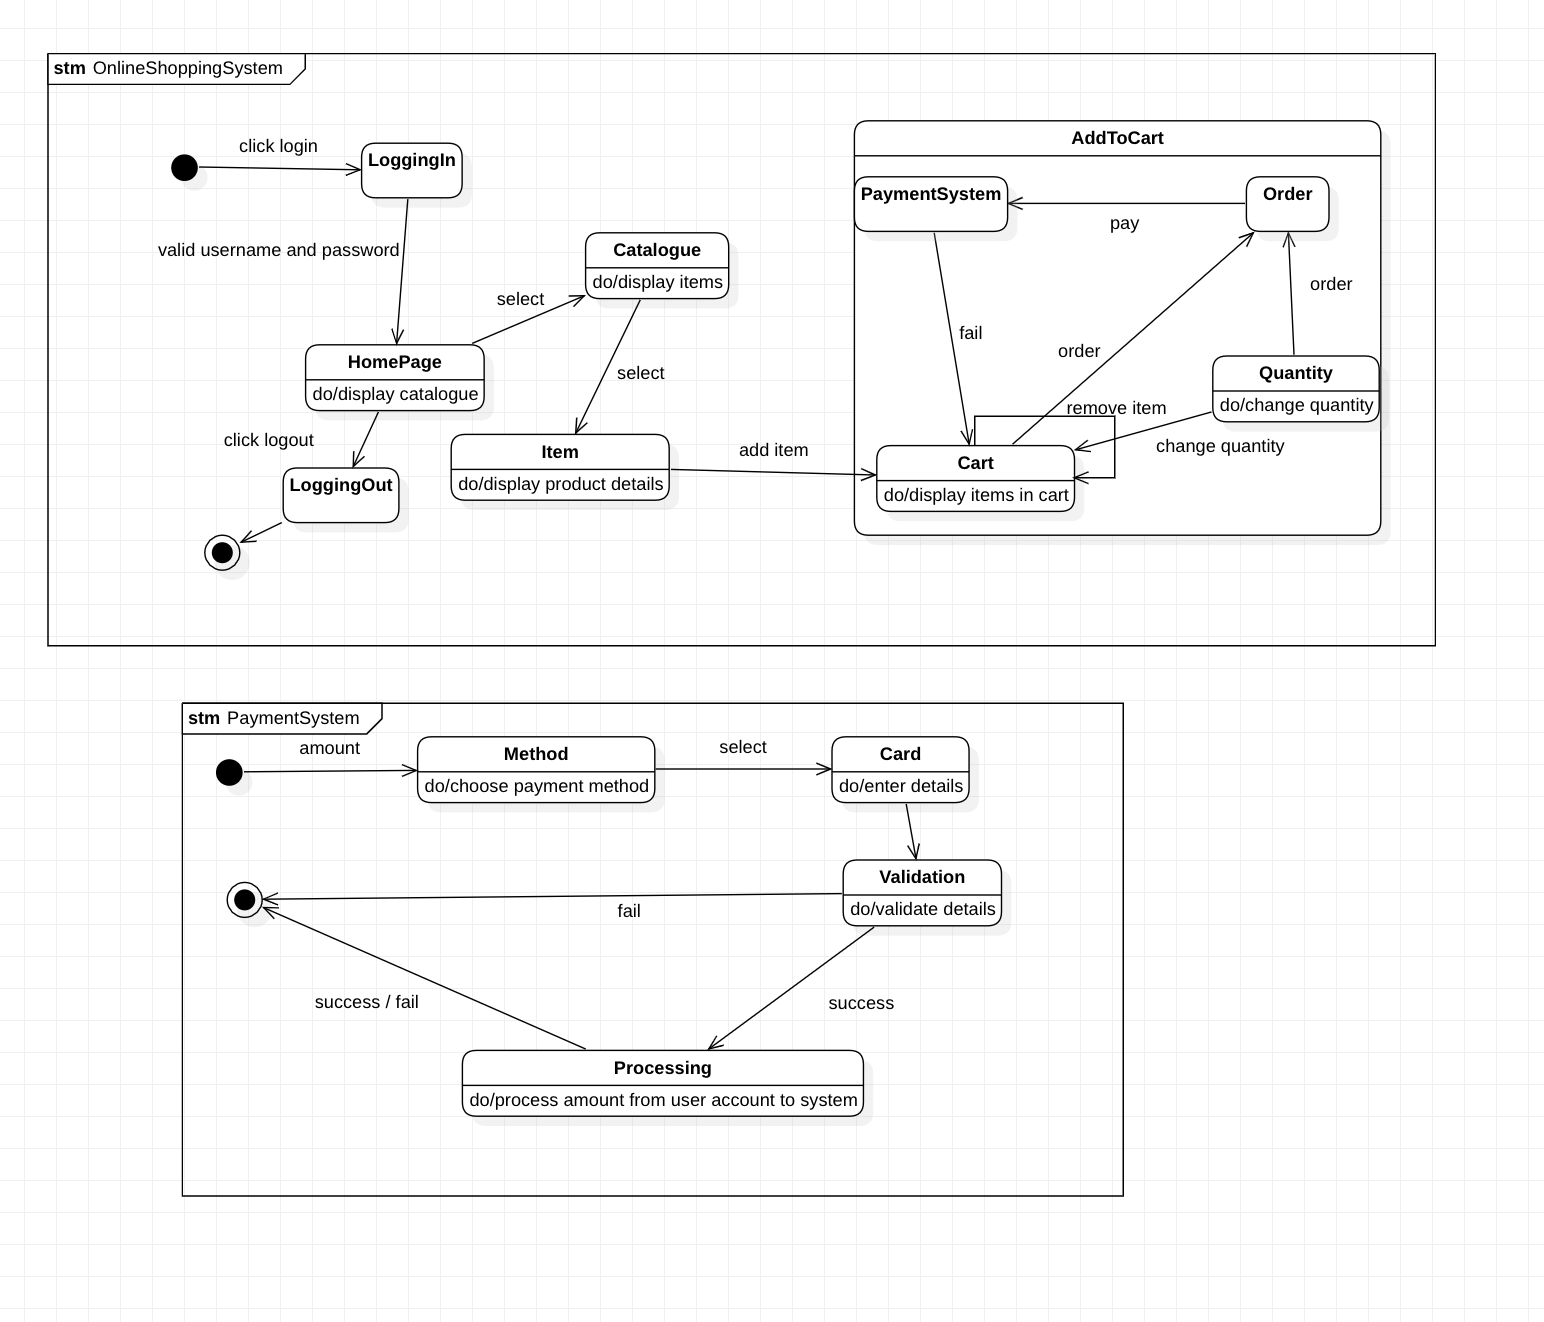 stm OnlineShoppingSystem
click login
LoggingIn
valid username and password
Catalogue
do/display items
select
HomePage
do/display catalogue
select
click logout
LoggingOut
Item
do/display product details
add item
AddToCart
PaymentSystem
Order
pay
order
fail
order
Quantity
do/change quantity
remove item
change quantity
Cart
do/display items in cart
stm PaymentSystem
amount
Method
do/choose payment method
select
Card
do/enter details
Validation
do/validate details
fail
success / fail
success
Processing
do/process amount from user account to system